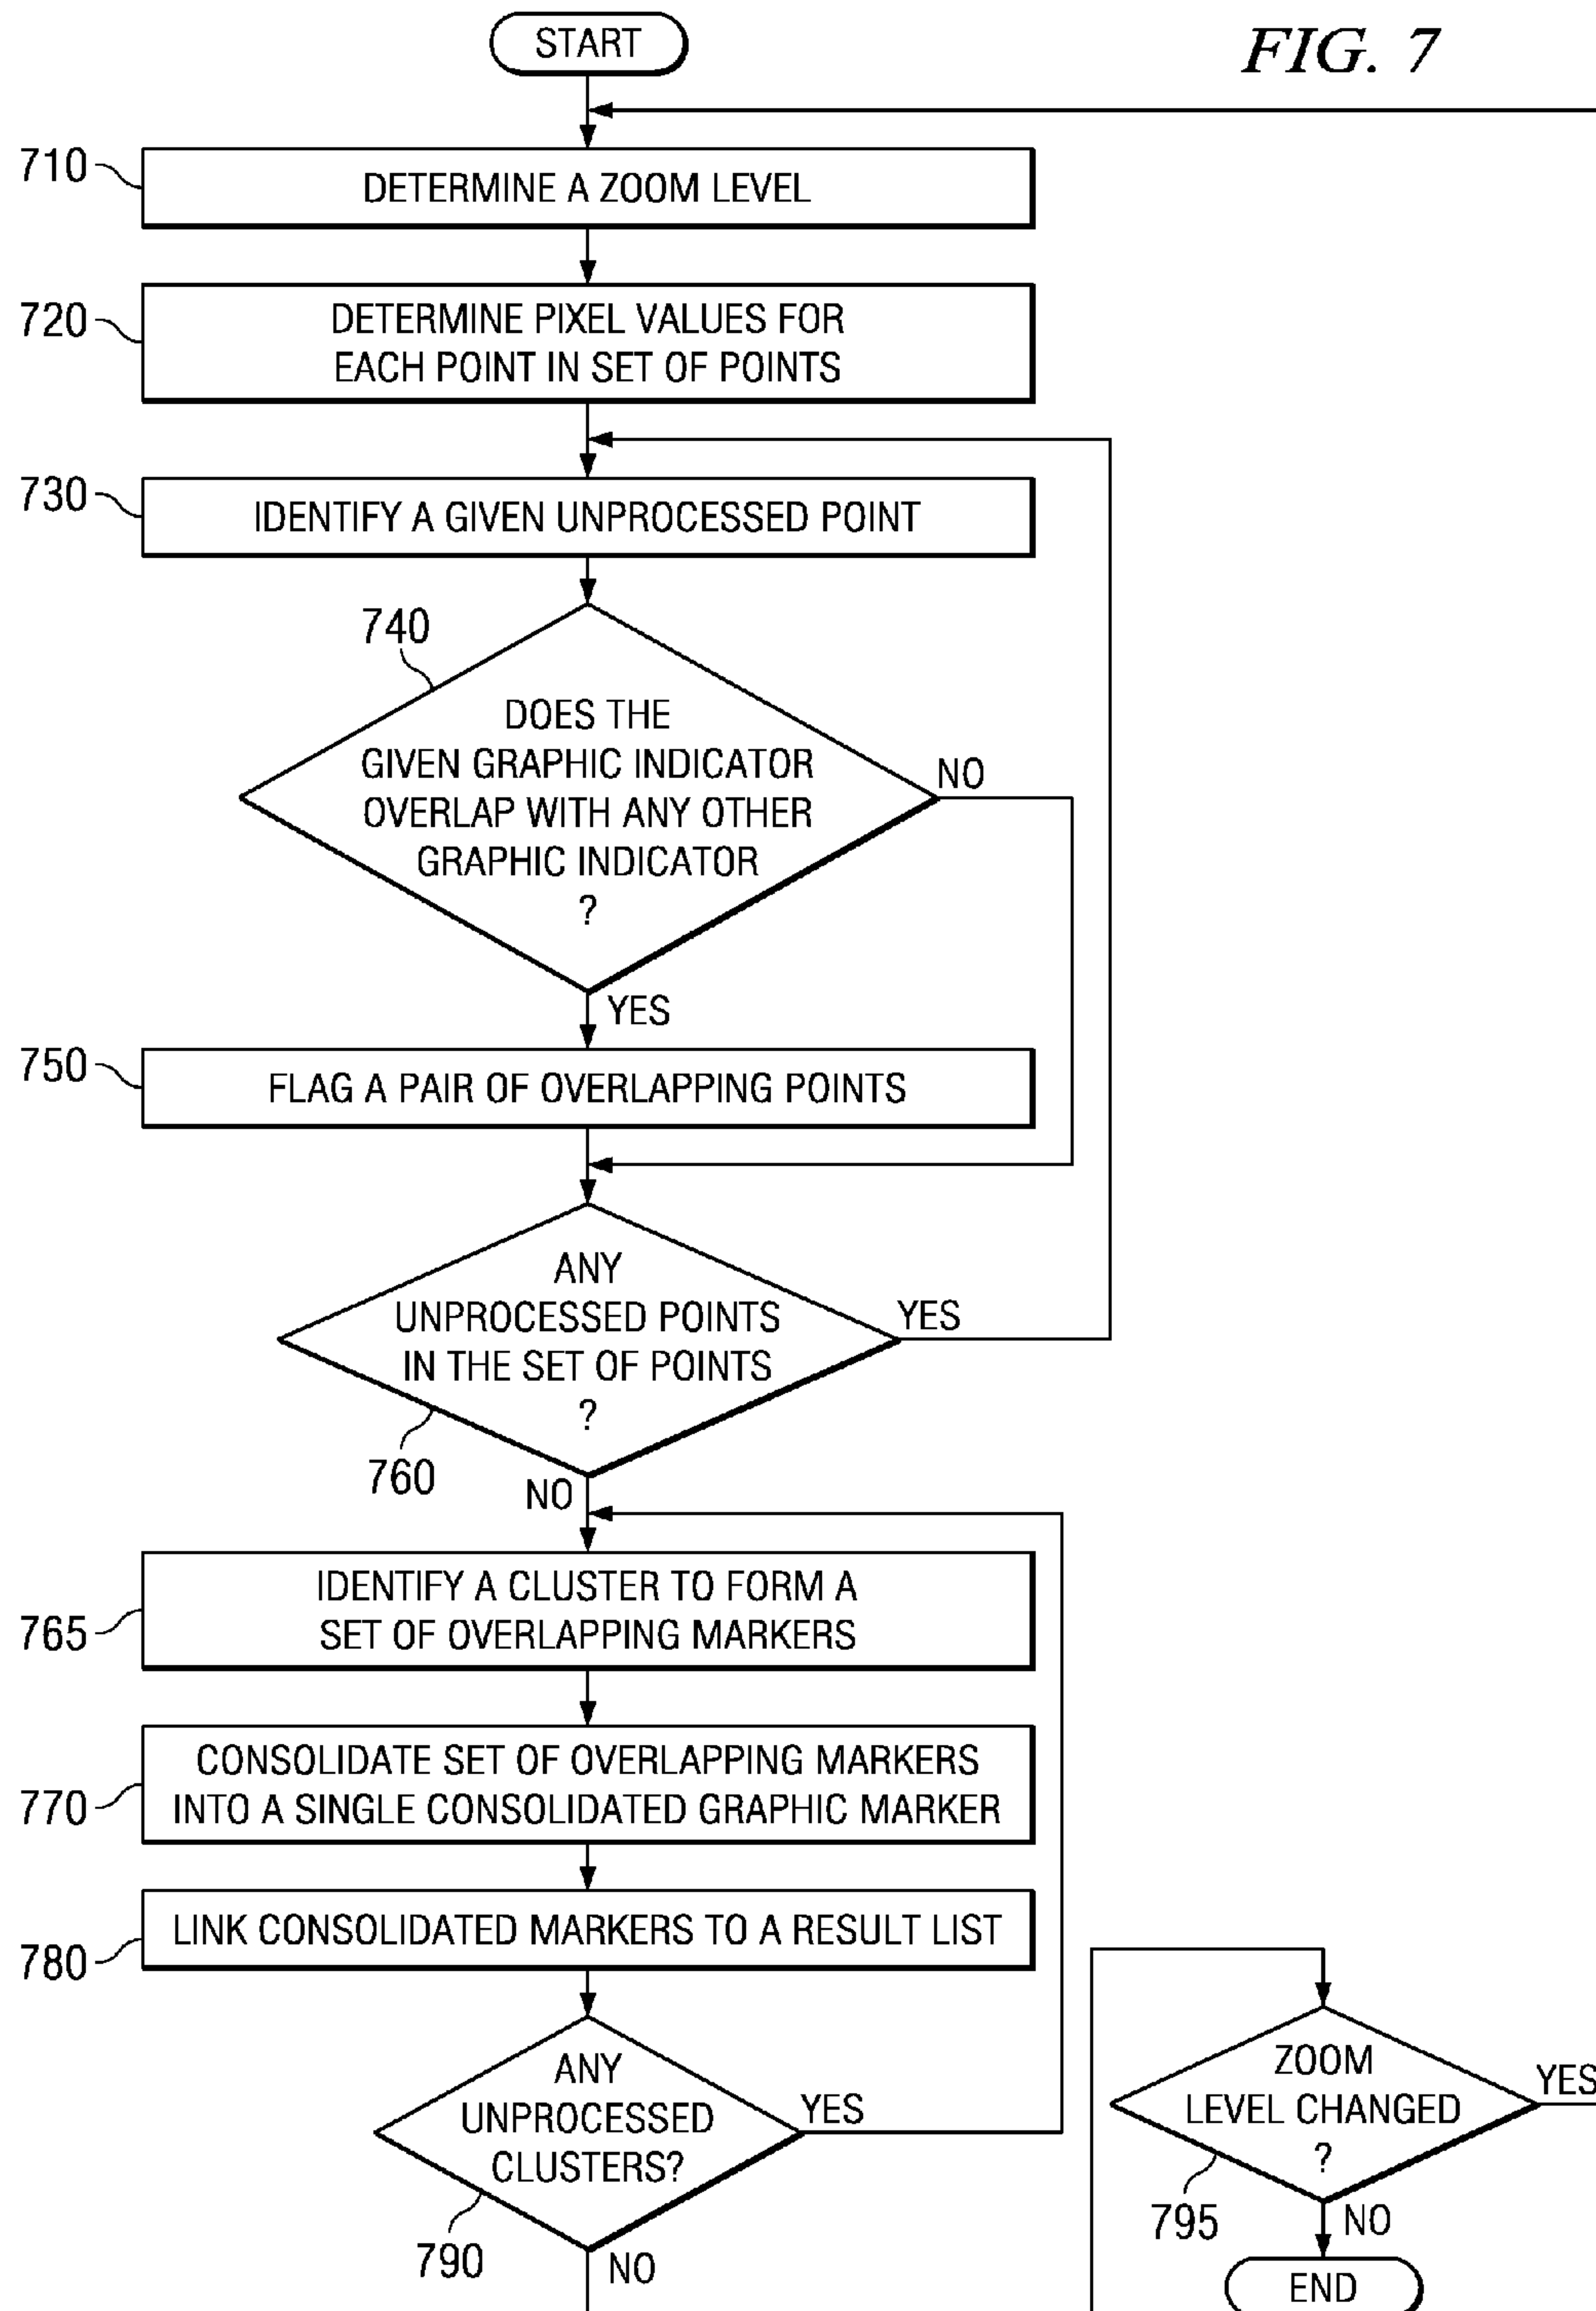 START
FIG. 7
710
DETERMINE A ZOOM LEVEL
720
DETERMINE PIXEL VALUES FOR
EACH POINT IN SET OF POINTS
730
IDENTIFY A GIVEN UNPROCESSED POINT
740
DOES THE
GIVEN GRAPHIC INDICATOR
OVERLAP WITH ANY OTHER
GRAPHIC INDICATOR
?
NO
YES
750
FLAG A PAIR OF OVERLAPPING POINTS
ANY
UNPROCESSED POINTS
IN THE SET OF POINTS
?
YES
760
NO
765
IDENTIFY A CLUSTER TO FORM A
SET OF OVERLAPPING MARKERS
770
CONSOLIDATE SET OF OVERLAPPING MARKERS
INTO A SINGLE CONSOLIDATED GRAPHIC MARKER
780
LINK CONSOLIDATED MARKERS TO A RESULT LIST
ANY
UNPROCESSED
CLUSTERS?
YES
790
NO
ZOOM
LEVEL CHANGED
?
YES
795
NO
END